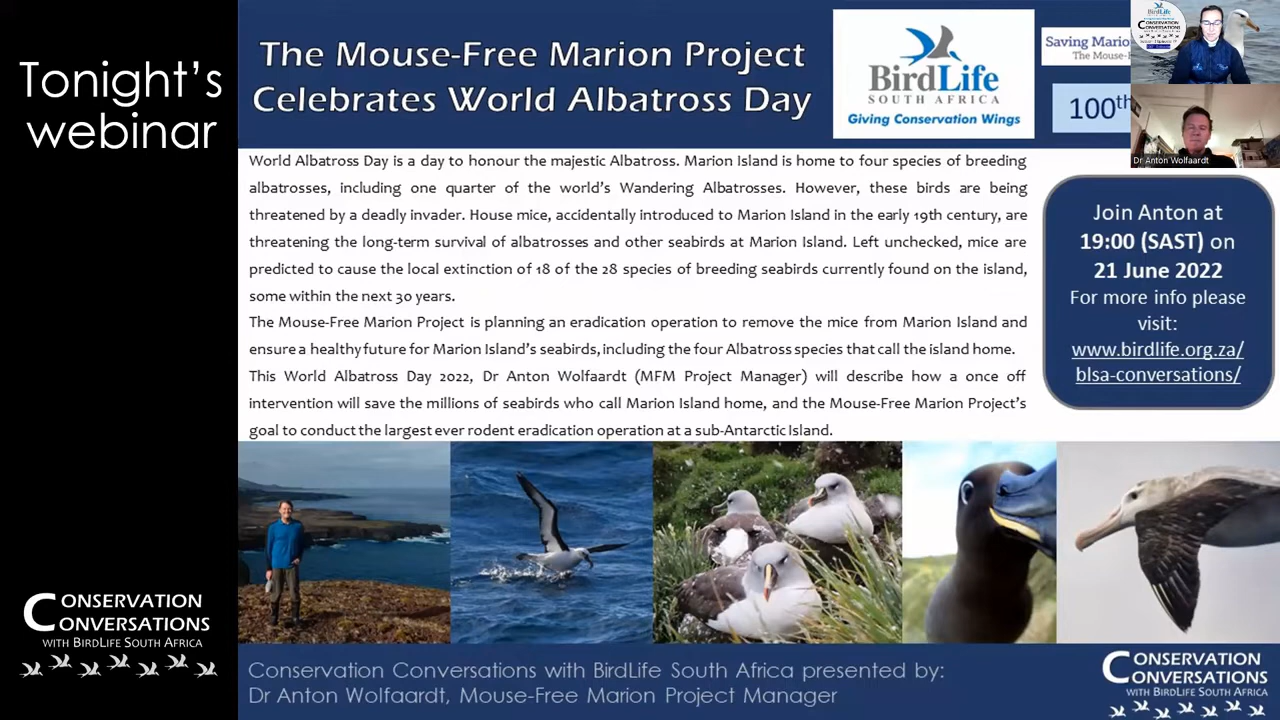 Tonight's
webinar
The Mouse-Free Marion Project
Celebrates World Albatross Day
BirdLife
SOUTH AFRICA
Giving Conservation Wings
Saving Mario
The Mouse-
100th
BirdLife
CONSERVATION
CONVERSATIONS
Dr Anton Wolfaardt
World Albatross Day is a day to honour the majestic Albatross. Marion Island is home to four species of breeding
albatrosses, including one quarter of the world's Wandering Albatrosses. However, these birds are being
threatened by a deadly invader. House mice, accidentally introduced to Marion Island in the early 19th century, are
threatening the long-term survival of albatrosses and other seabirds at Marion Island. Left unchecked, mice are
predicted to cause the local extinction of 18 of the 28 species of breeding seabirds currently found on the island,
some within the next 30 years.
The Mouse-Free Marion Project is planning an eradication operation to remove the mice from Marion Island and
ensure a healthy future for Marion Island's seabirds, including the four Albatross species that call the island home.
This World Albatross Day 2022, Dr Anton Wolfaardt (MFM Project Manager) will describe how a once off
intervention will save the millions of seabirds who call Marion Island home, and the Mouse-Free Marion Project's
goal to conduct the largest ever rodent eradication operation at a sub-Antarctic Island.
Join Anton at
19:00 (SAST) on
21 June 2022
For more info please
visit:
www.birdlife.org.za/
blsa-conversations/
CONSERVATION
CONVERSATIONS
WITH BIRDLIFE SOUTH AFRICA
Conservation Conversations with BirdLife South Africa presented by:
Dr Anton Wolfaardt, Mouse-Free Marion Project Manager
CONSERVATION
CONVERSATIONS
WITH BIRDLIFE SOUTH AFRICA